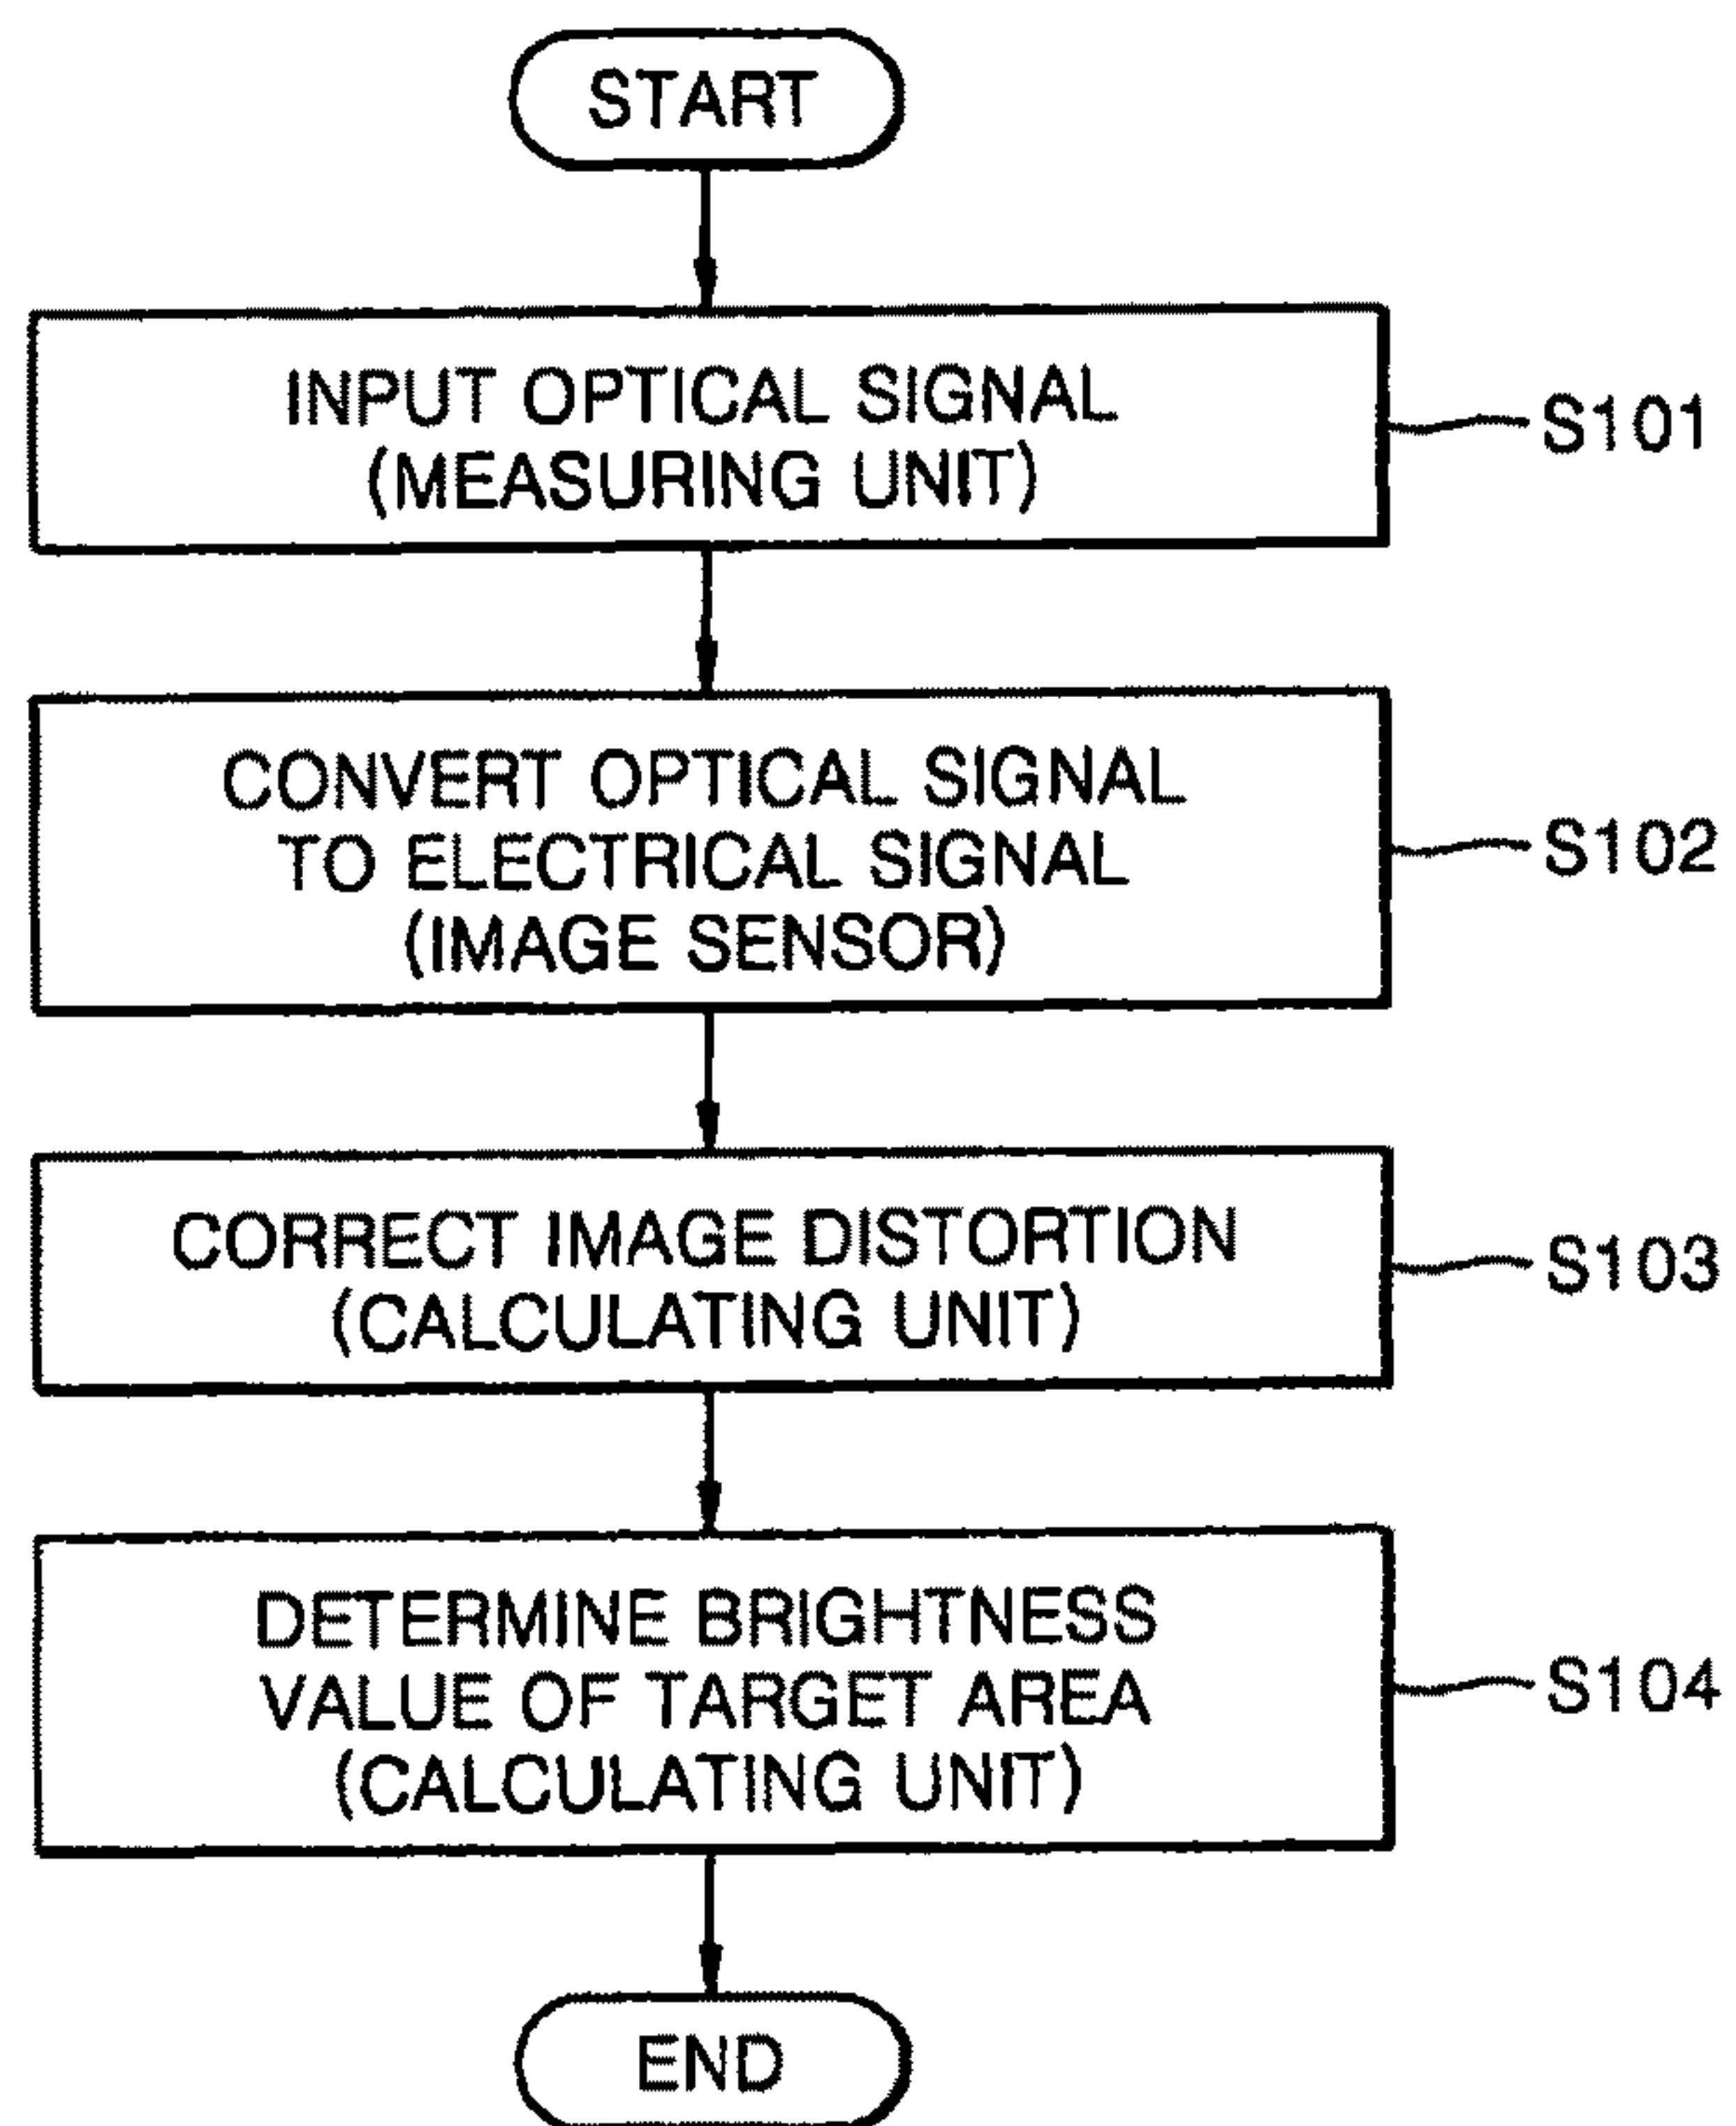 START
INPUT OPTICAL SIGNAL
(MEASURING UNIT)
S101
CONVERT OPTICAL SIGNAL
TO ELECTRICAL SIGNAL
(IMAGE SENSOR)
S102
CORRECT IMAGE DISTORTION
(CALCULATING UNIT)
S103
DETERMINE BRIGHTNESS
VALUE OF TARGET AREA
(CALCULATING UNIT)
S104
END